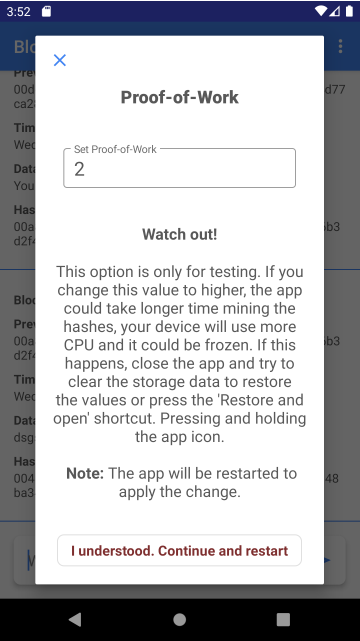 3:52
Blo
Prev
00d
d77
ca2
Tim
Wed
Data
You
Has
00a
b3
d2f4
Bloc
Prev
00a
b3
d2f4
Tim
Wed
Data
dsg
Has
004
48
ba3
Proof-of-Work
Set Proof-of-Work
2
Watch out!
This option is only for testing. If you
change this value to higher, the app
could take longer time mining the
hashes, your device will use more
CPU and it could be frozen. If this
happens, close the app and try to
clear the storage data to restore
the values or press the 'Restore and
open' shortcut. Pressing and holding
the app icon.
Note: The app will be restarted to
apply the change.
I understood. Continue and restart